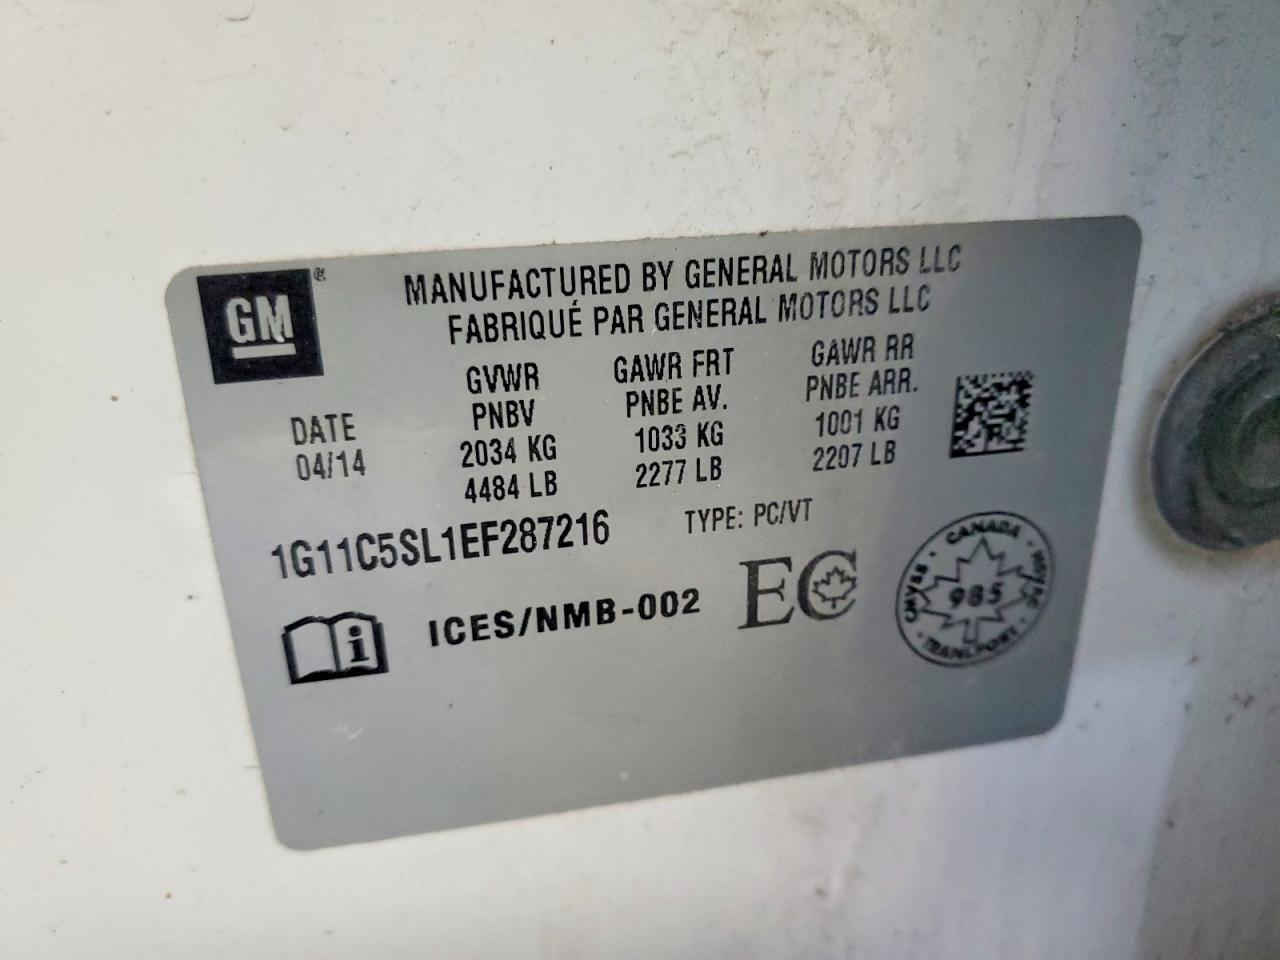 GM®
MANUFACTURED BY GENERAL MOTORS LLC
FABRIQUÉ PAR GENERAL MOTORS LLC
DATE
04/14
GVWR
PNBV
2034 KG
4484 LB
GAWR FRT
PNBE AV.
1033 KG
2277 LB
GAWR RR
PNBE ARR.
1001 KG
2207 LB
1G11C5SL1EF287216
TYPE: PC/VT
i
ICES/NMB-002
EC
CANADA
985
TRANSPORT